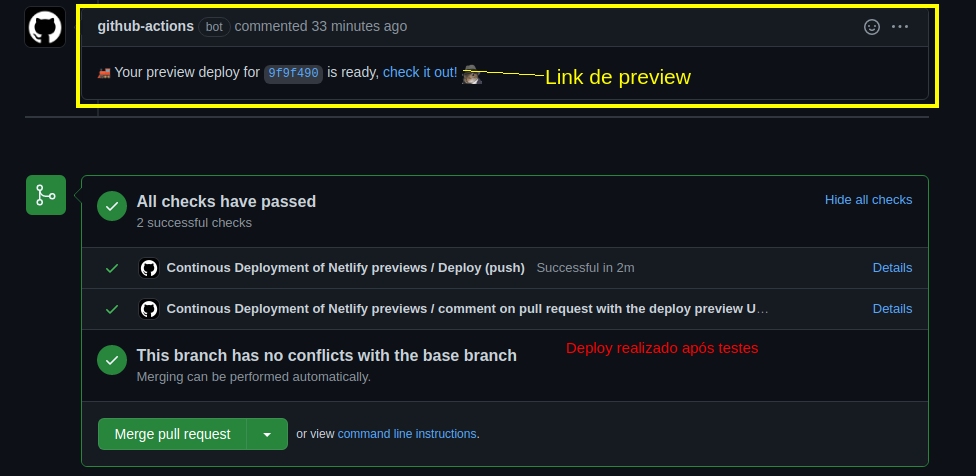 github-actions bot commented 33 minutes ago
Your preview deploy for 9f9f490 is ready, check it out!
Link de preview
All checks have passed
Hide all checks
2 successful checks
Continous Deployment of Netlify previews / Deploy (push) Successful in 2m Details
Continous Deployment of Netlify previews / comment on pull request with the deploy preview U… Details
This branch has no conflicts with the base branch
Deploy realizado após testes
Merging can be performed automatically.
Merge pull request or view command line instructions.